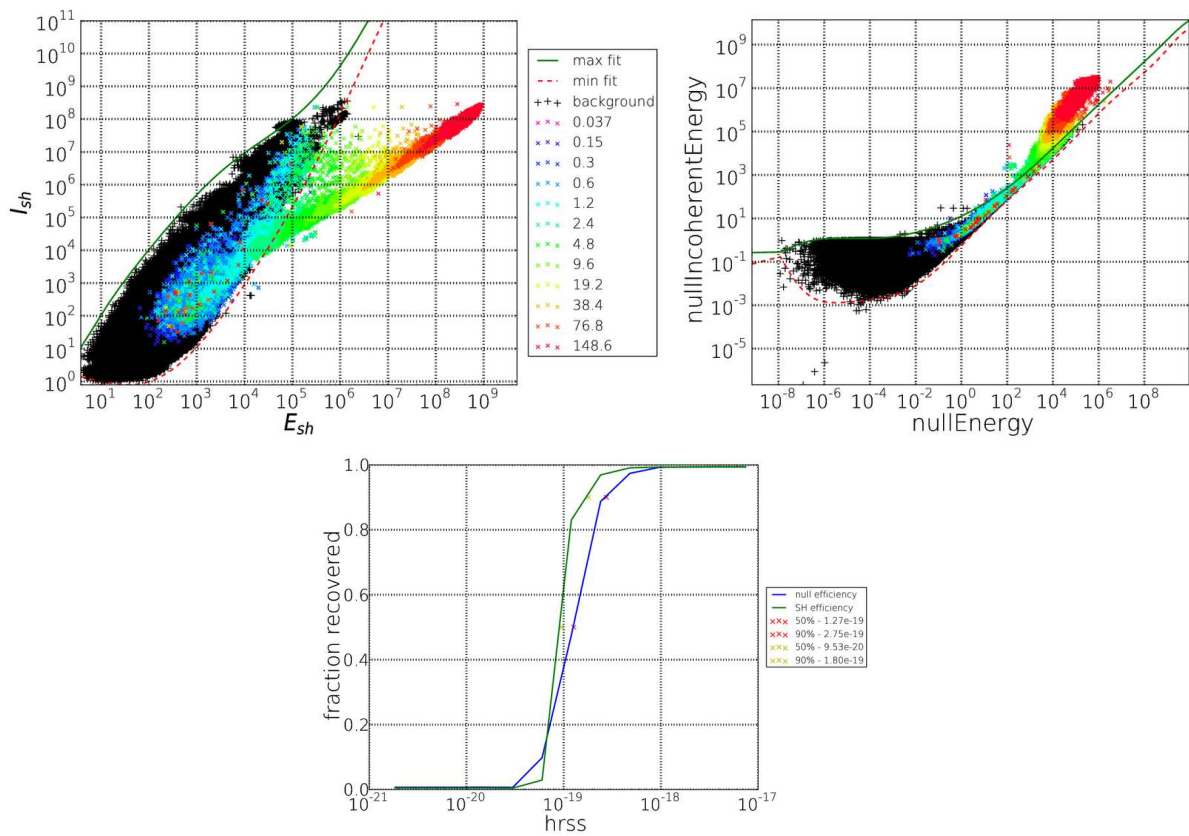 10^11
10^10
10^9
10^8
10^7
10^6
10^5
10^4
10^3
10^2
10^1
10^0
I_sh
10^1 10^2 10^3 10^4 10^5 10^6 10^7 10^8 10^9
E_sh
max fit
min fit
background
0.037
0.15
0.3
0.6
1.2
2.4
4.8
9.6
19.2
38.4
76.8
148.6
10^9
10^7
10^5
10^3
10^1
10^-1
10^-3
10^-5
nullIncoherentEnergy
10^-8 10^-6 10^-4 10^-2 10^0 10^2 10^4 10^6 10^8
nullEnergy
1.0
0.8
0.6
0.4
0.2
0.0
fraction recovered
10^-21 10^-20 10^-19 10^-18 10^-17
hrss
null efficiency
SH efficiency
50% - 1.27e-19
90% - 2.75e-19
50% - 9.53e-20
90% - 1.80e-19